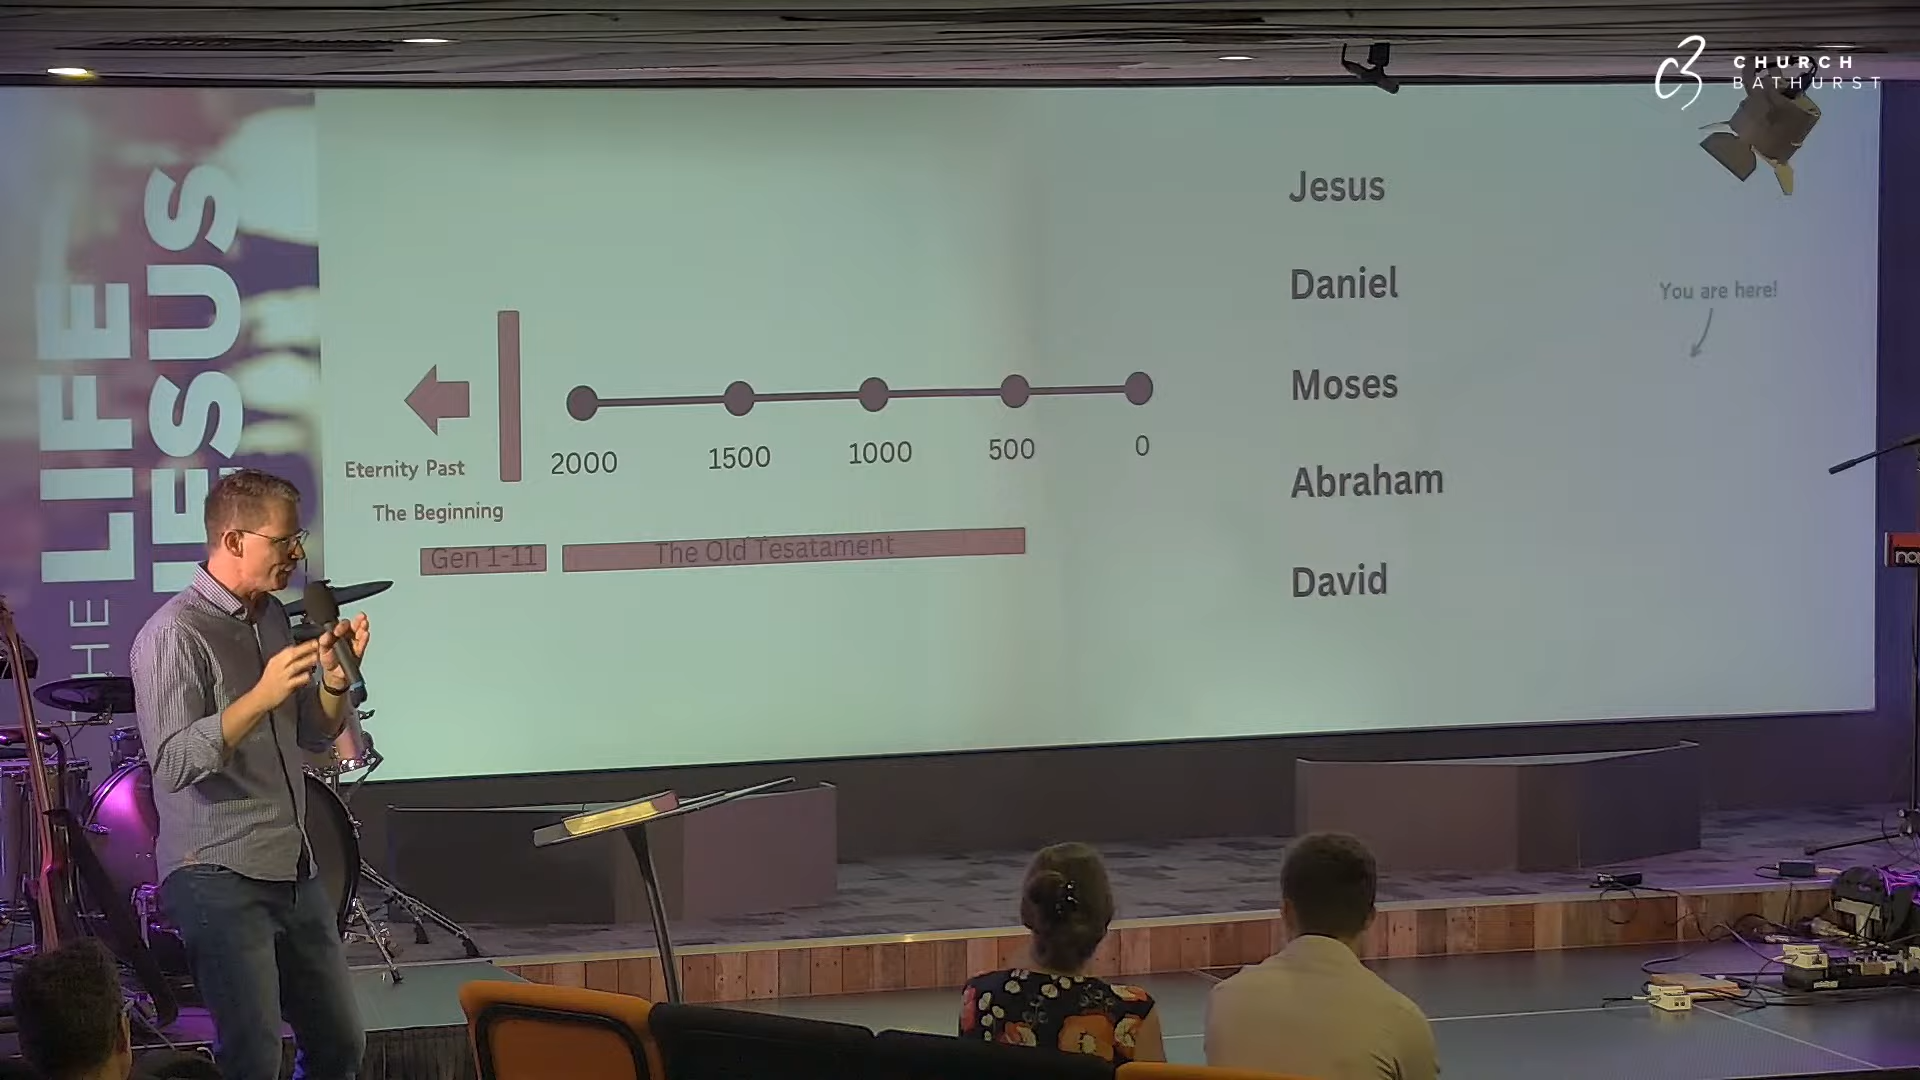 C3 CHURCH
BATHURST
THE LIFE
JESUS
Jesus
Daniel
Moses
Abraham
David
You are here!
2000
1500
1000
500
0
Eternity Past
The Beginning
Gen 1-11
The Old Tesatament